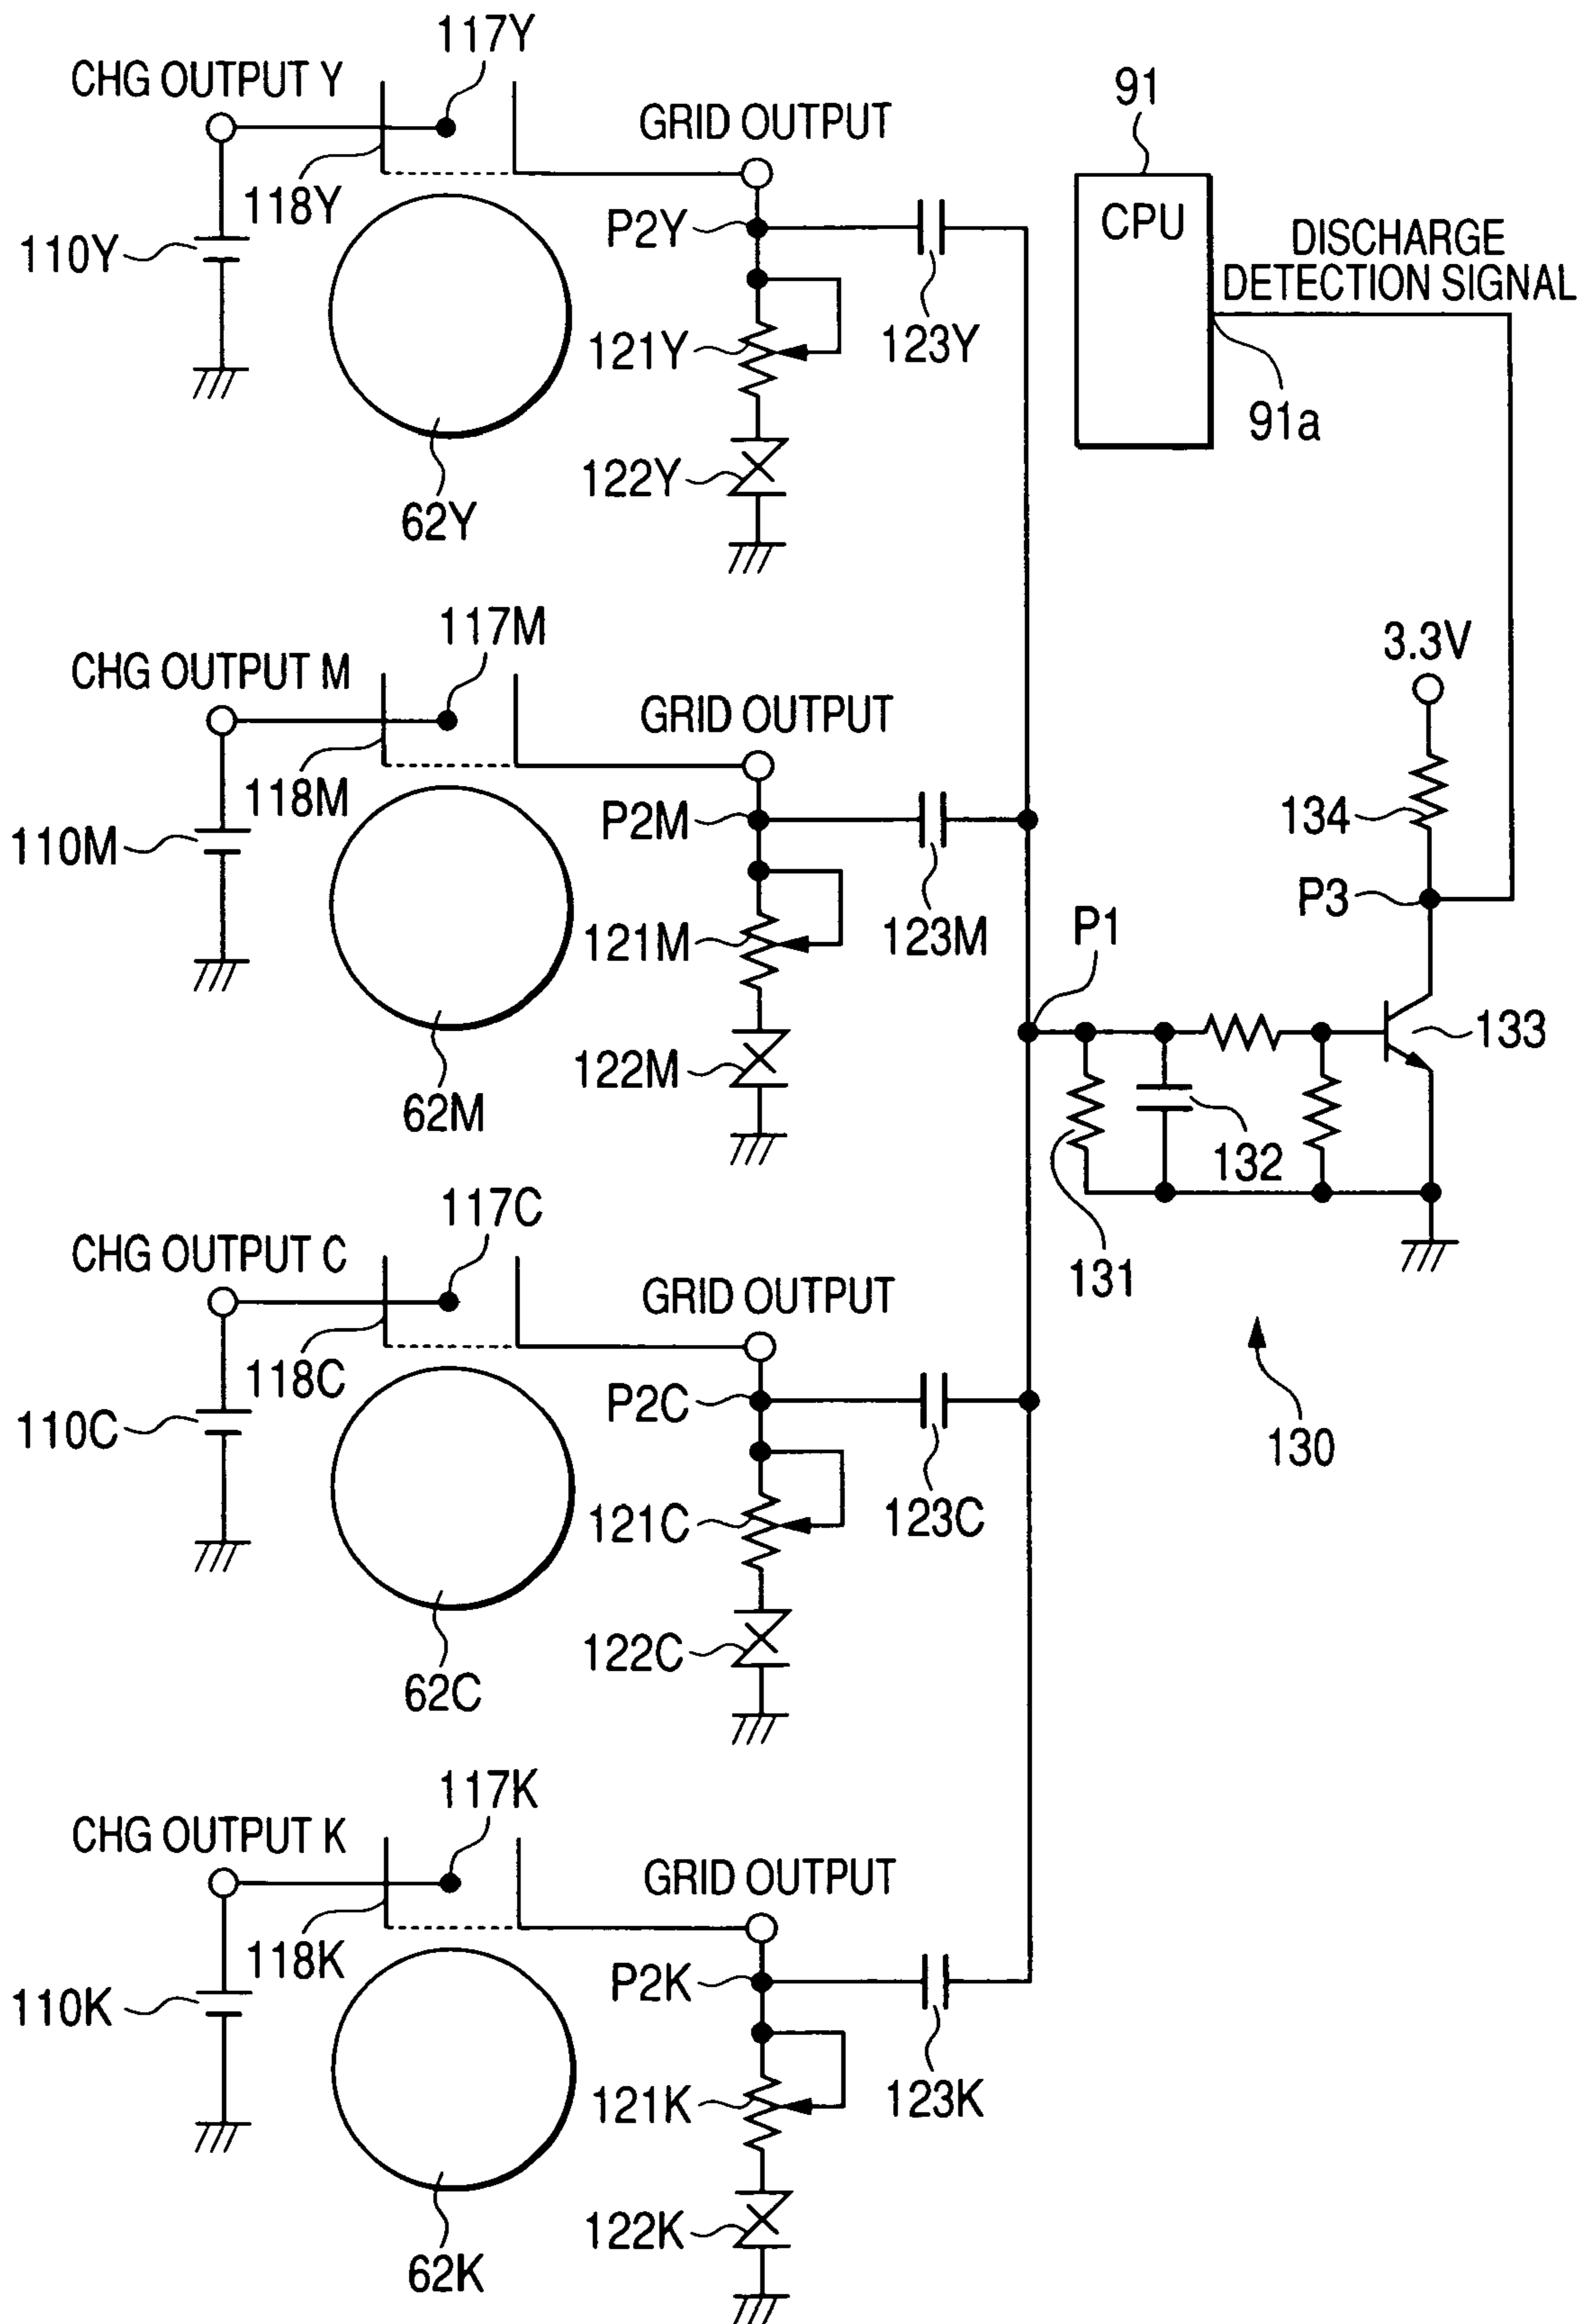 117Y
CHG OUTPUT Y
91
GRID OUTPUT
118Y
CPU
P2Y
110Y
DISCHARGE
DETECTION SIGNAL
121Y
123Y
91a
122Y
62Y
117M
3.3V
CHG OUTPUT M
GRID OUTPUT
118M
134
P2M
110M
P3
P1
121M
123M
133
122M
62M
132
117C
CHG OUTPUT C
131
GRID OUTPUT
118C
P2C
110C
130
121C
123C
122C
62C
117K
CHG OUTPUT K
GRID OUTPUT
118K
P2K
110K
121K
123K
122K
62K